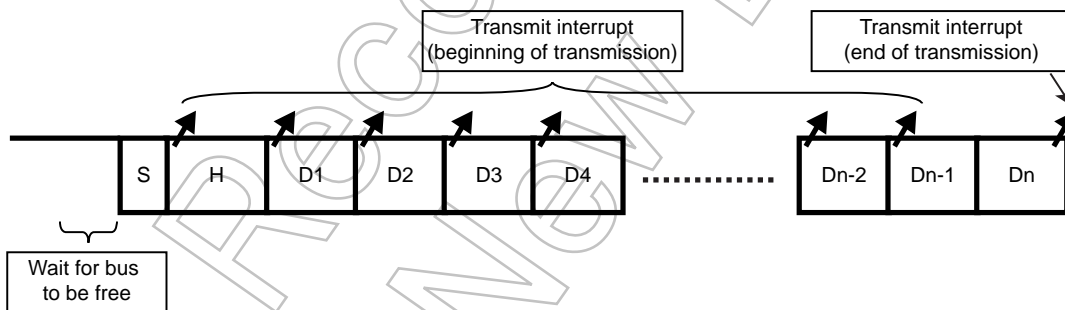 Transmit interrupt
(beginning of transmission)
Transmit interrupt
(end of transmission)
S H D1 D2 D3 D4 Dn-2 Dn-1 Dn
Wait for bus
to be free